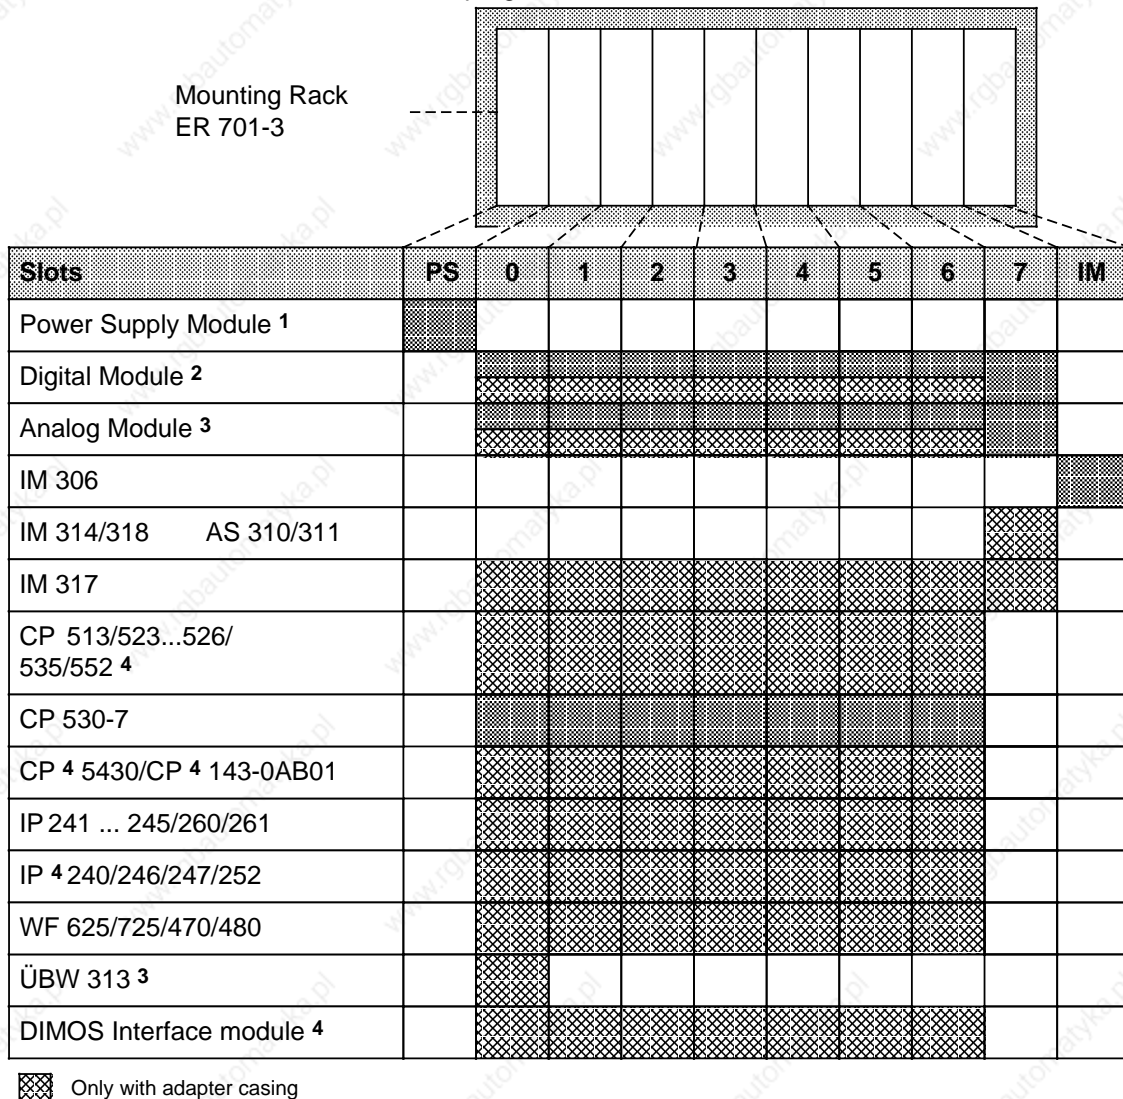 Mounting Rack
ER 701-3
Slots PS 0 1 2 3 4 5 6 7 IM
Power Supply Module 1
Digital Module 2
Analog Module 3
IM 306
IM 314/318 AS 310/311
IM 317
CP 513/523...526/
535/552 4
CP 530-7
CP 4 5430/CP 4 143-0AB01
IP 241 ... 245/260/261
IP 4 240/246/247/252
WF 625/725/470/480
ÜBW 313 3
DIMOS Interface module 4
Only with adapter casing
www.rgbautomatyka.pl